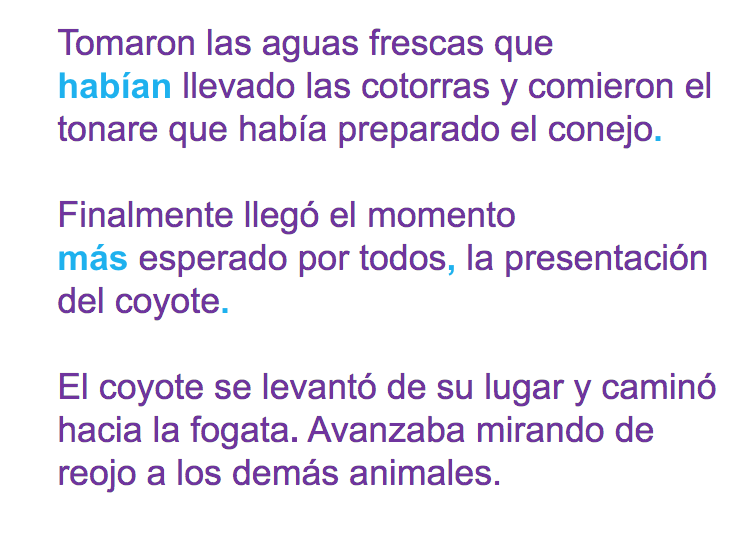 Tomaron las aguas frescas que
habían llevado las cotorras y comieron el
tonare que había preparado el conejo.
Finalmente llegó el momento
más esperado por todos, la presentación
del coyote.
El coyote se levantó de su lugar y caminó
hacia la fogata. Avanzaba mirando de
reojo a los demás animales.